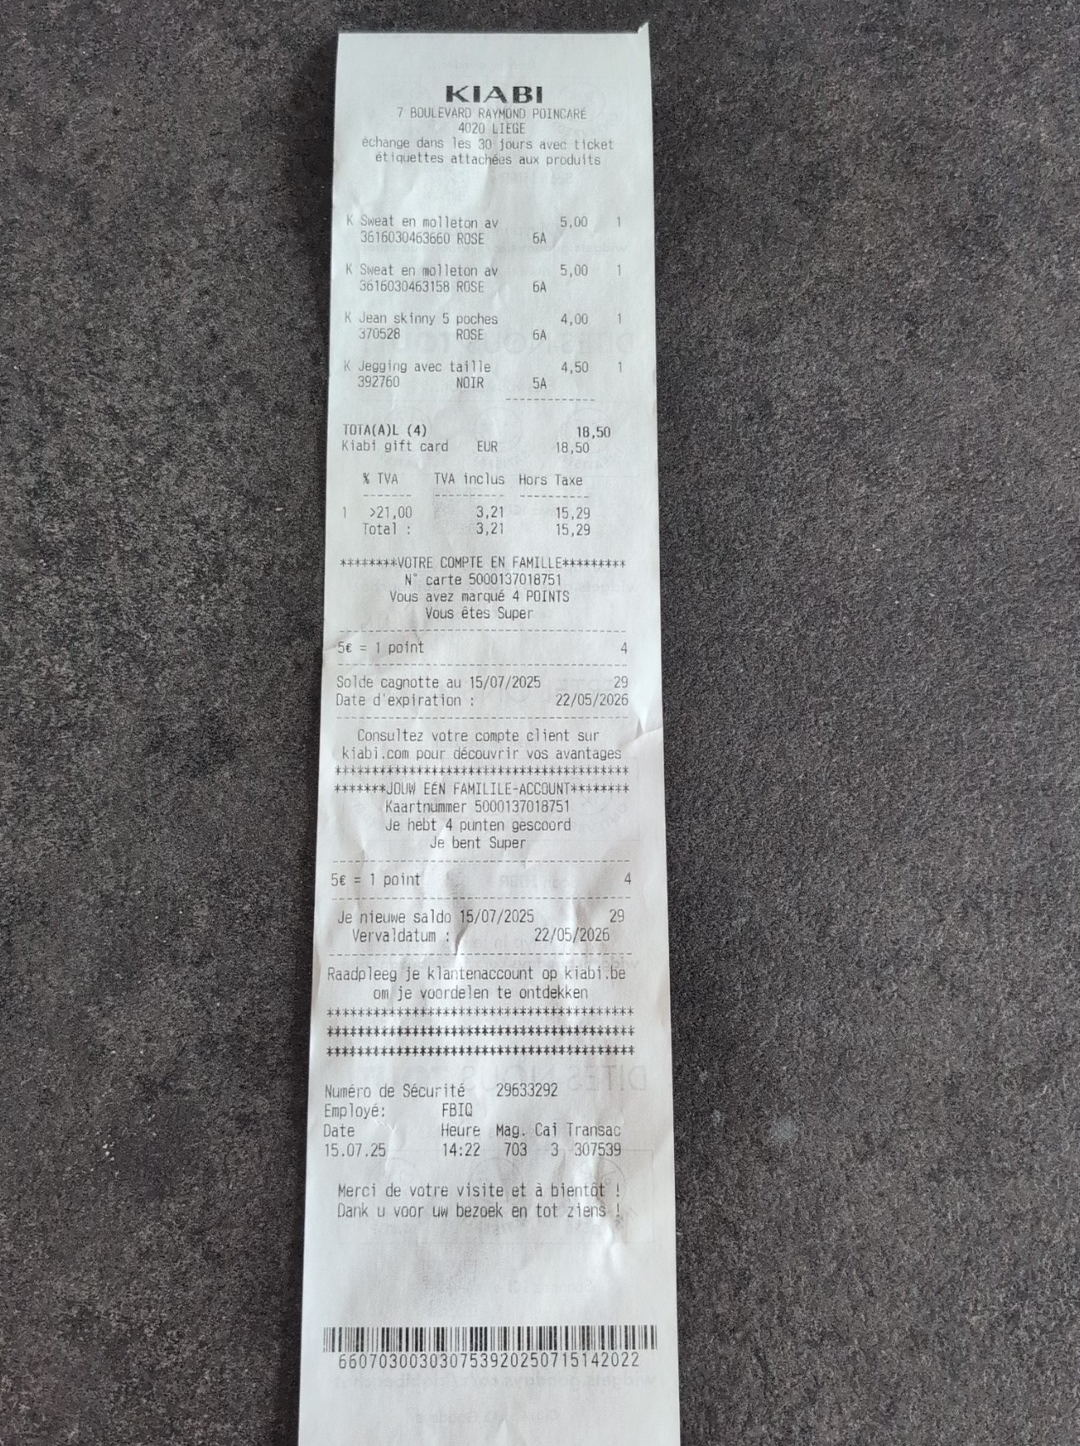 KIABI
7 BOULEVARD RAYMOND POINCARÉ
4020 LIEGE
échange dans les 30 jours avec ticket
étiquettes attachées aux produits
K Sweat en molleton av 5,00 1
3616030463660 ROSE 6A
K Sweat en molleton av 5,00 1
3616030463158 ROSE 6A
K Jean skinny 5 poches 4,00 1
370528 ROSE 6A
K Jegging avec taille 4,50 1
392760 NOIR 5A
--------------
TOTA(A)L (4) 18,50
Kiabi gift card EUR 18,50
% TVA TVA inclus Hors Taxe
1 >21,00 3,21 15,29
Total : 3,21 15,29
********VOTRE COMPTE EN FAMILLE*********
N° carte 5000137018751
Vous avez marqué 4 POINTS
Vous êtes Super
5€ = 1 point 4
Solde cagnotte au 15/07/2025 29
Date d'expiration : 22/05/2026
Consultez votre compte client sur
kiabi.com pour découvrir vos avantages
****************************************
*******JOUW EÉN FAMILILE-ACCOUNT********
Kaartnummer 5000137018751
Je hebt 4 punten gescoord
Je bent Super
5€ = 1 point 4
Je nieuwe saldo 15/07/2025 29
Vervaldatum : 22/05/2026
Raadpleeg je klantenaccount op kiabi.be
om je voordelen te ontdekken
****************************************
****************************************
****************************************
Numéro de Sécurité 29633292
Employé: FBIQ
Date Heure Mag. Cai Transac
15.07.25 14:22 703 3 307539
Merci de votre visite et à bientôt !
Dank u voor uw bezoek en tot ziens !
660703003030753920250715142022